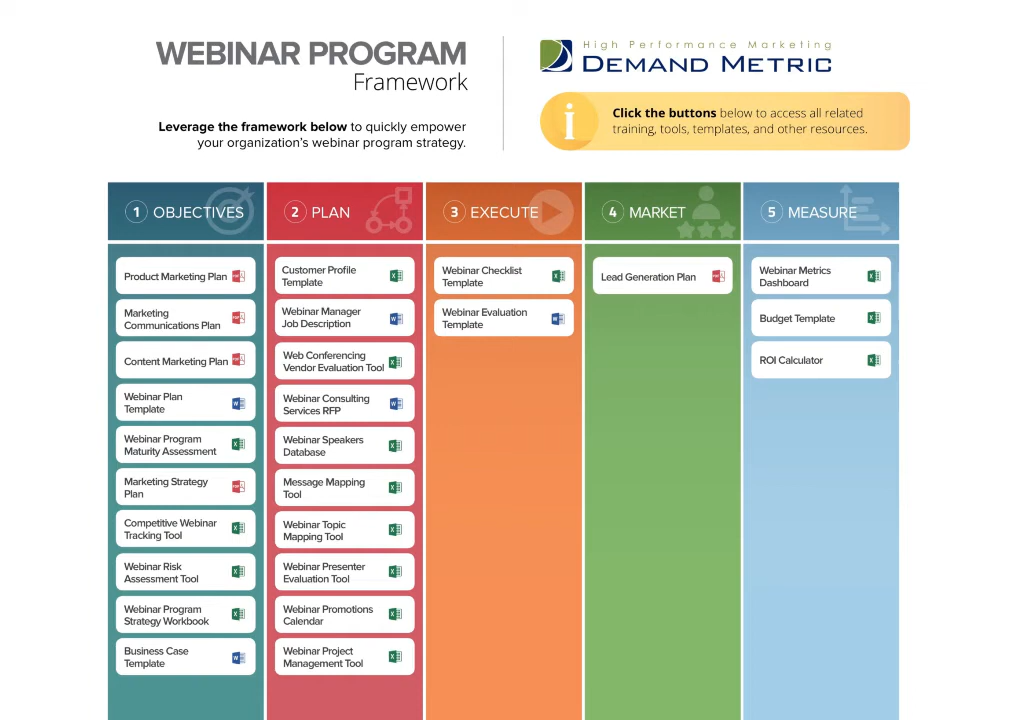 WEBINAR PROGRAM
Framework
Leverage the framework below to quickly empower
your organization's webinar program strategy.
High Performance Marketing
DEMAND METRIC
i
Click the buttons below to access all related
training, tools, templates, and other resources.
1 OBJECTIVES
Product Marketing Plan
Marketing
Communications Plan
Content Marketing Plan
Webinar Plan
Template
Webinar Program
Maturity Assessment
Marketing Strategy
Plan
Competitive Webinar
Tracking Tool
Webinar Risk
Assessment Tool
Webinar Program
Strategy Workbook
Business Case
Template
2 PLAN
Customer Profile
Template
Webinar Manager
Job Description
Web Conferencing
Vendor Evaluation Tool
Webinar Consulting
Services RFP
Webinar Speakers
Database
Message Mapping
Tool
Webinar Topic
Mapping Tool
Webinar Presenter
Evaluation Tool
Webinar Promotions
Calendar
Webinar Project
Management Tool
3 EXECUTE
Webinar Checklist
Template
Webinar Evaluation
Template
4 MARKET
Lead Generation Plan
5 MEASURE
Webinar Metrics
Dashboard
Budget Template
ROI Calculator